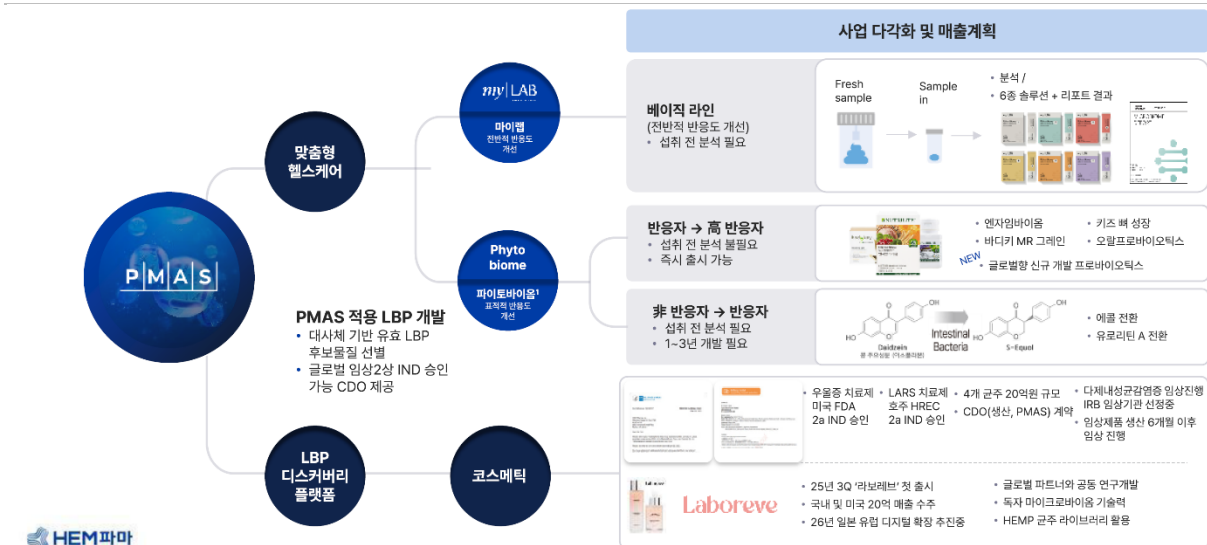 사업 다각화 및 매출계획
my LAB
마이랩
전반적 반응도
개선
맞춤형
헬스케어
P M A S
Phyto
biome
파이토바이옴¹
표적적 반응도
개선
PMAS 적용 LBP 개발
• 대사체 기반 유효 LBP
후보물질 선별
• 글로벌 임상2상 IND 승인
가능 CDO 제공
LBP
디스커버리
플랫폼
코스메틱
베이직 라인
(전반적 반응도 개선)
• 섭취 전 분석 필요
Fresh
sample
Sample
in
• 분석 /
• 6종 솔루션 + 리포트 결과
반응자 → 高 반응자
• 섭취 전 분석 불필요
• 즉시 출시 가능
• 엔자임바이옴
• 바디키 MR 그레인
• 키즈 뼈 성장
• 오랄프로바이오틱스
NEW
• 글로벌향 신규 개발 프로바이오틱스
非 반응자 → 반응자
• 섭취 전 분석 필요
• 1~3년 개발 필요
HO
O
OH
Daidzein
콩 주요성분 (이소플라본)
Intestinal
Bacteria
HO
O
OH
S-Equol
• 에콜 전환
• 유로리틴 A 전환
• 우울증 치료제
미국 FDA
2a IND 승인
• LARS 치료제
호주 HREC
2a IND 승인
• 4개 균주 20억원 규모
• CDO(생산, PMAS) 계약
• 다제내성균감염증 임상진행
IRB 임상기관 선정중
• 임상제품 생산 6개월 이후
임상 진행
Laboreve
• 25년 3Q ‘라보레브’ 첫 출시
• 국내 및 미국 20억 매출 수주
• 26년 일본 유럽 디지털 확장 추진중
• 글로벌 파트너와 공동 연구개발
• 독자 마이크로바이옴 기술력
• HEMP 균주 라이브러리 활용
HEM파마